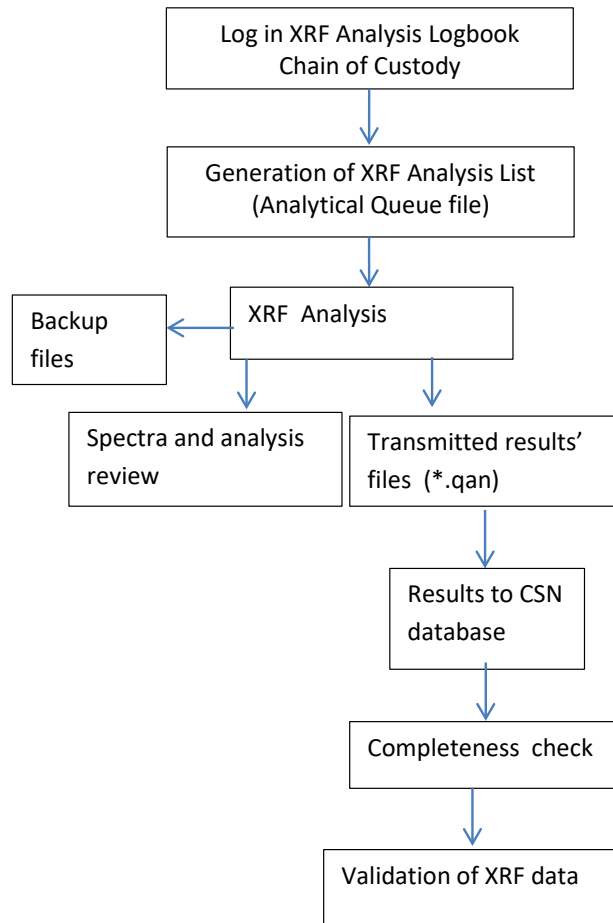 Log in XRF Analysis Logbook
Chain of Custody
Generation of XRF Analysis List
(Analytical Queue file)
XRF Analysis
Backup
files
Spectra and analysis
review
Transmitted results’
files (*.qan)
Results to CSN
database
Completeness check
Validation of XRF data